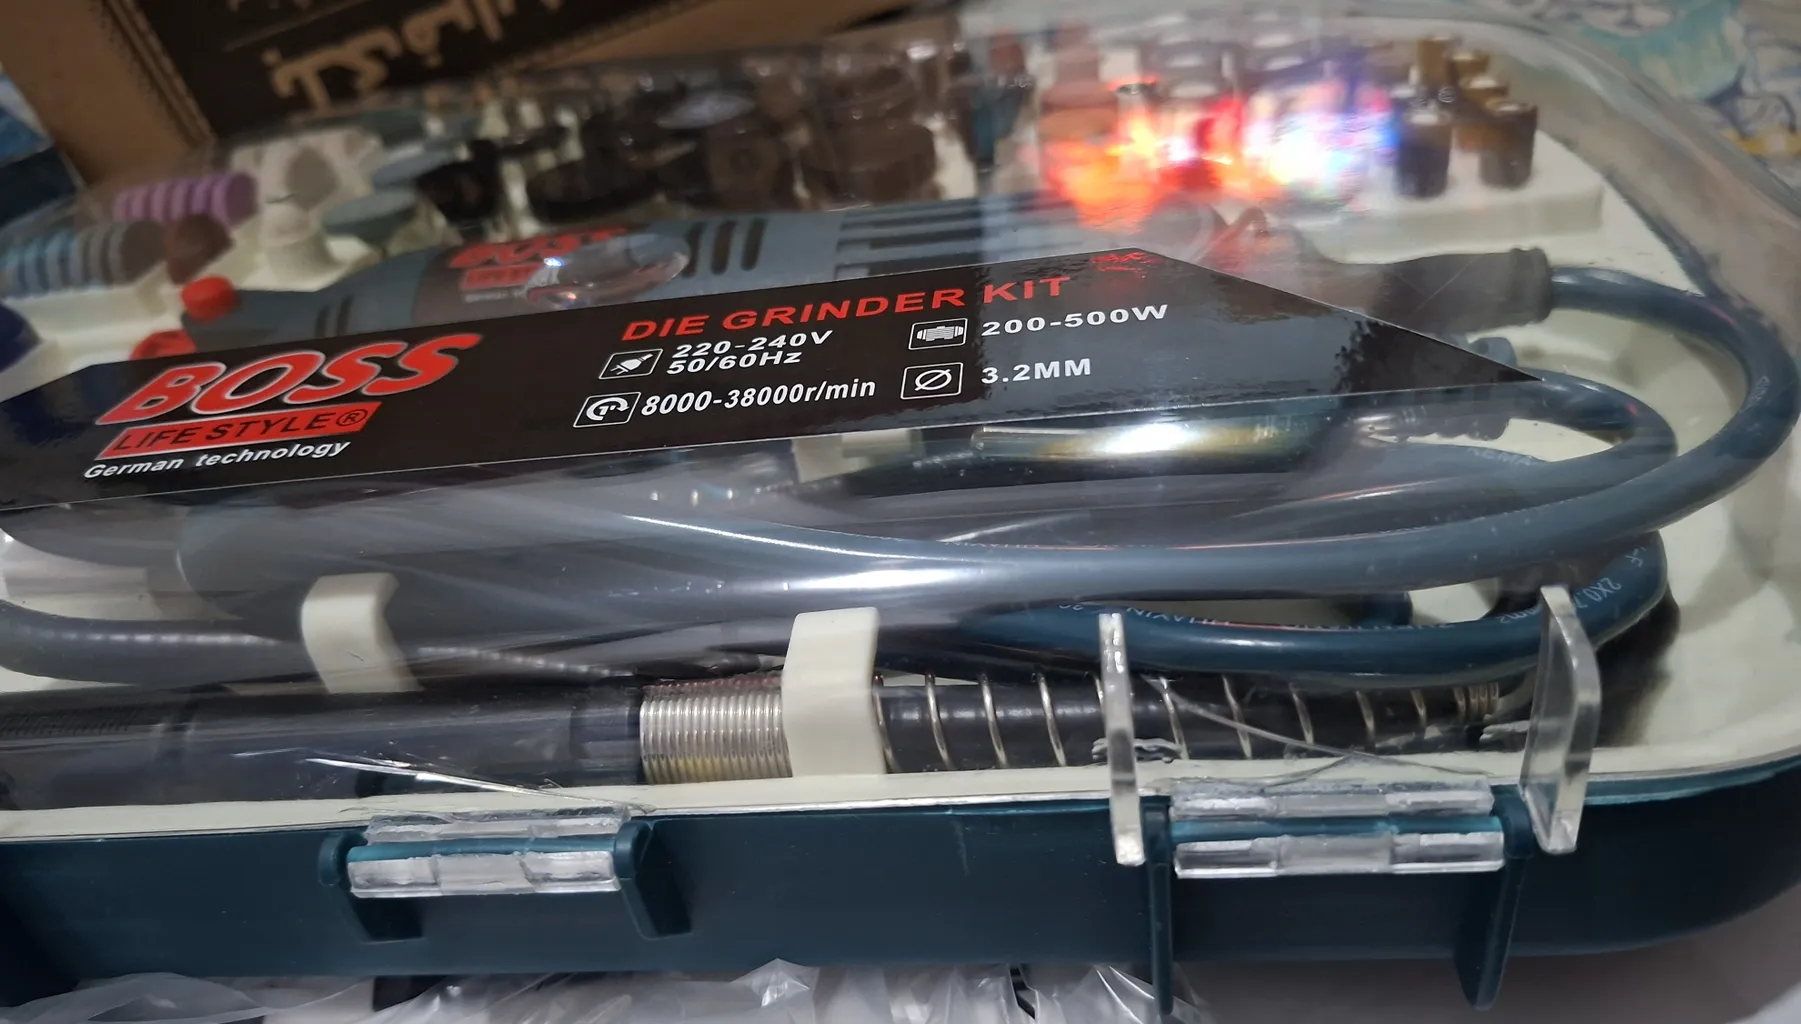 BOSS
DIE GRINDER KIT
220-240V
50/60Hz
200-500W
8000-38000r/min
3.2MM
BOSS
LIFE STYLE®
German technology